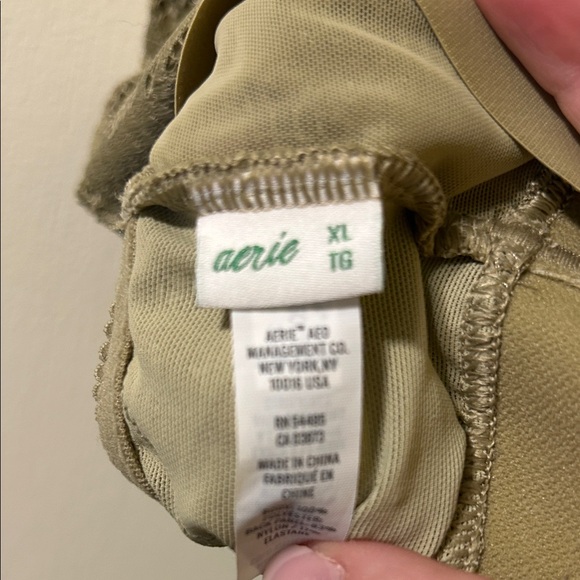 aerie
XL
TG
AERIE™ AEO
MANAGEMENT CO.
NEW YORK, NY
10016 USA
RN 54485
CA 03673
MADE IN CHINA
FABRIQUÉ EN
CHINE